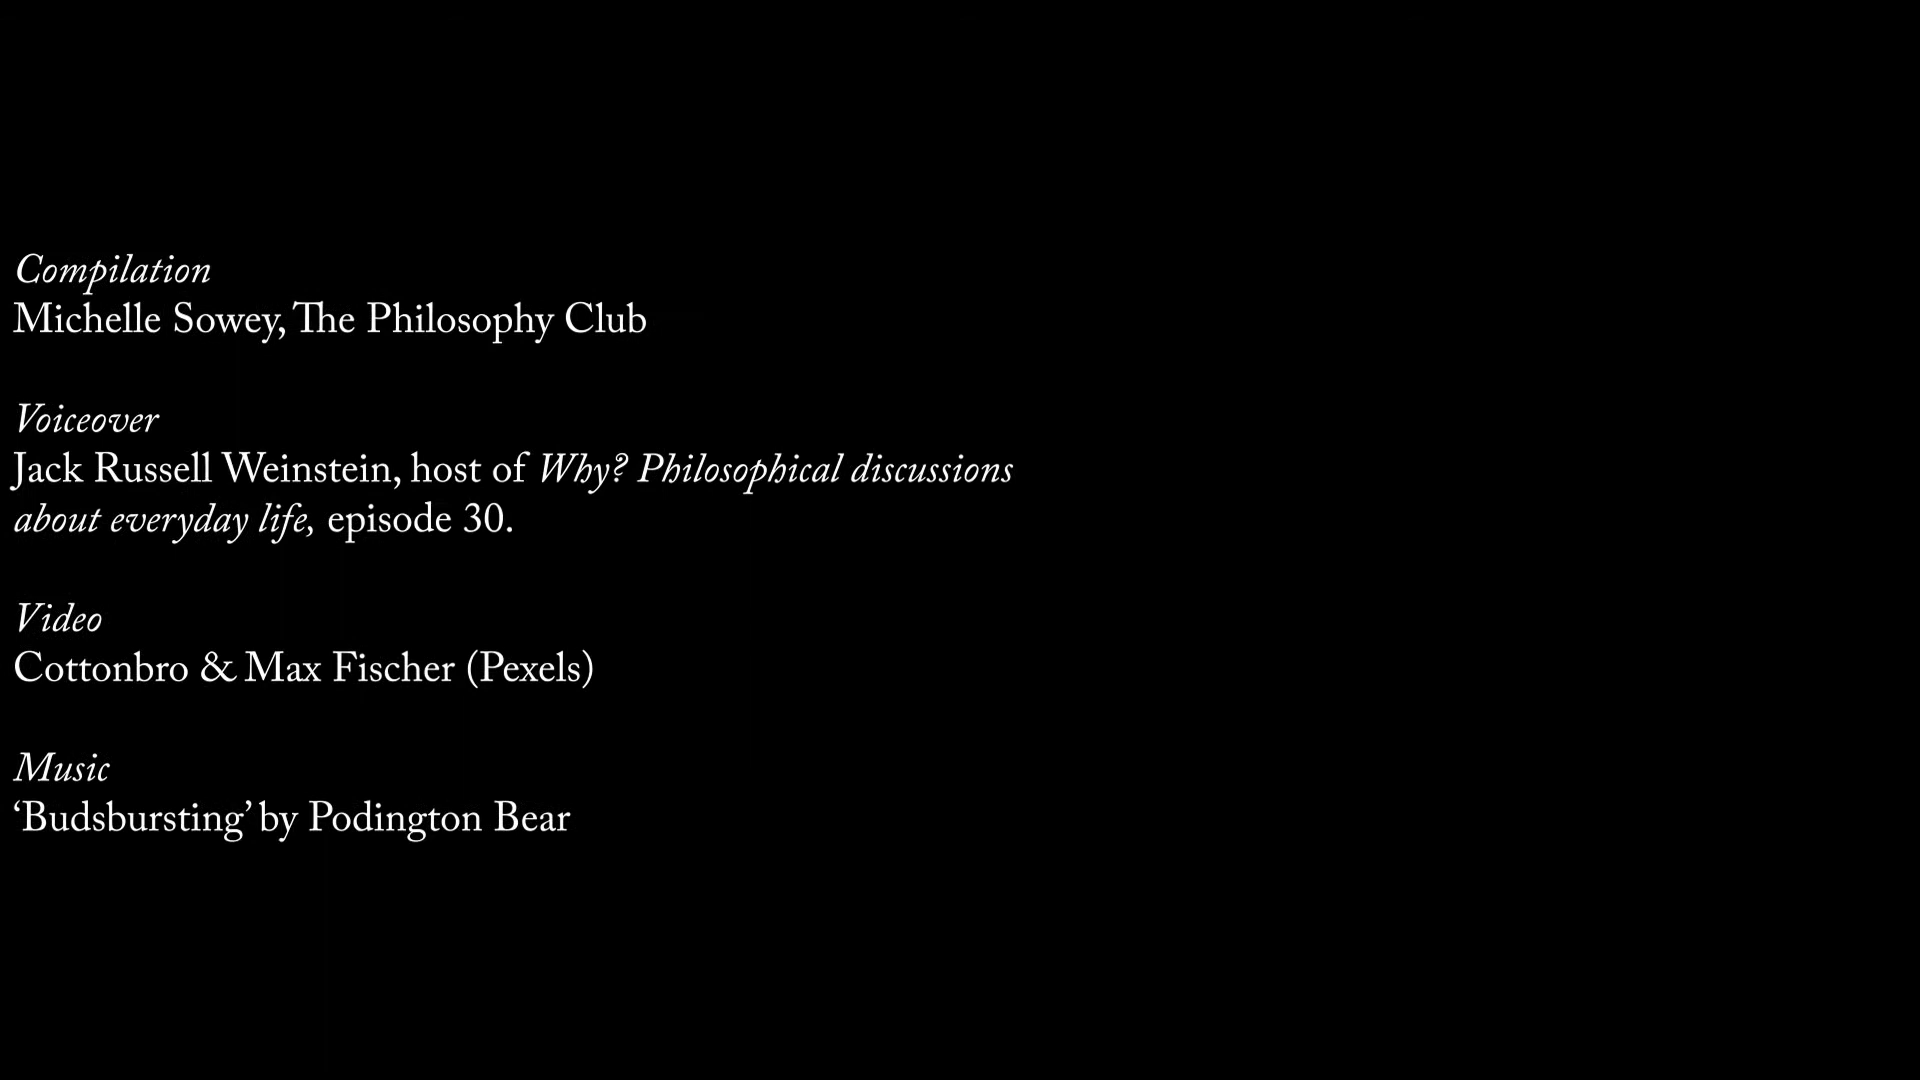 Compilation
Michelle Sowey, The Philosophy Club
Voiceover
Jack Russell Weinstein, host of Why? Philosophical discussions
about everyday life, episode 30.
Video
Cottonbro & Max Fischer (Pexels)
Music
‘Budsbursting’ by Podington Bear